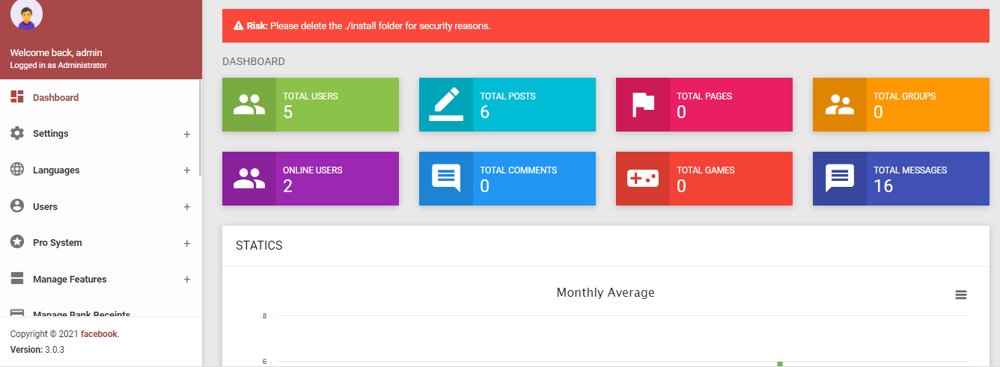 Risk: Please delete the ./install folder for security reasons.
Welcome back, admin
Logged in as Administrator
DASHBOARD
Dashboard
Settings +
Languages +
Users +
Pro System +
Manage Features +
Manage Bank Receipts
Copyright © 2021 facebook.
Version: 3.0.3
TOTAL USERS
5
TOTAL POSTS
6
TOTAL PAGES
0
TOTAL GROUPS
0
ONLINE USERS
2
TOTAL COMMENTS
0
TOTAL GAMES
0
TOTAL MESSAGES
16
STATICS
Monthly Average
8
6